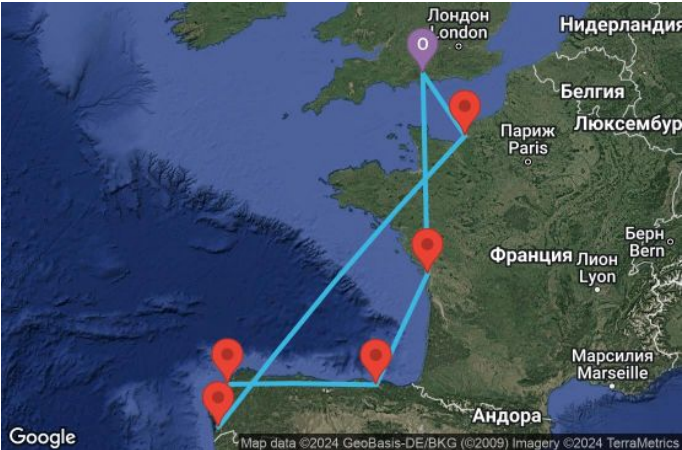 Лондон
London
Нидерландия
Белгия
Люксембур
Париж
Paris
Берн
Bern
Франция
Лион
Lyon
Марсилия
Marseille
Андора
Google
Map data ©2024 GeoBasis-DE/BKG (©2009) Imagery ©2024 TerraMetrics
O